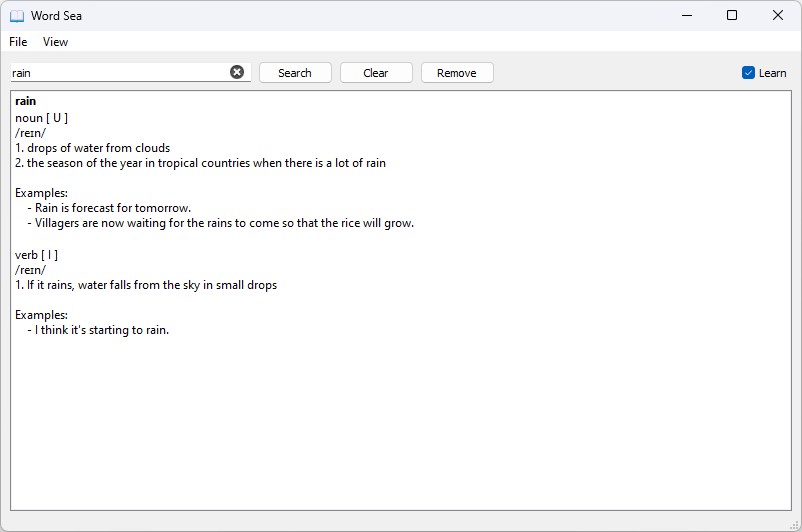 Word Sea
File View
rain Search Clear Remove Learn
rain
noun [ U ]
/reɪn/
1. drops of water from clouds
2. the season of the year in tropical countries when there is a lot of rain
Examples:
- Rain is forecast for tomorrow.
- Villagers are now waiting for the rains to come so that the rice will grow.
verb [ I ]
/reɪn/
1. If it rains, water falls from the sky in small drops
Examples:
- I think it's starting to rain.